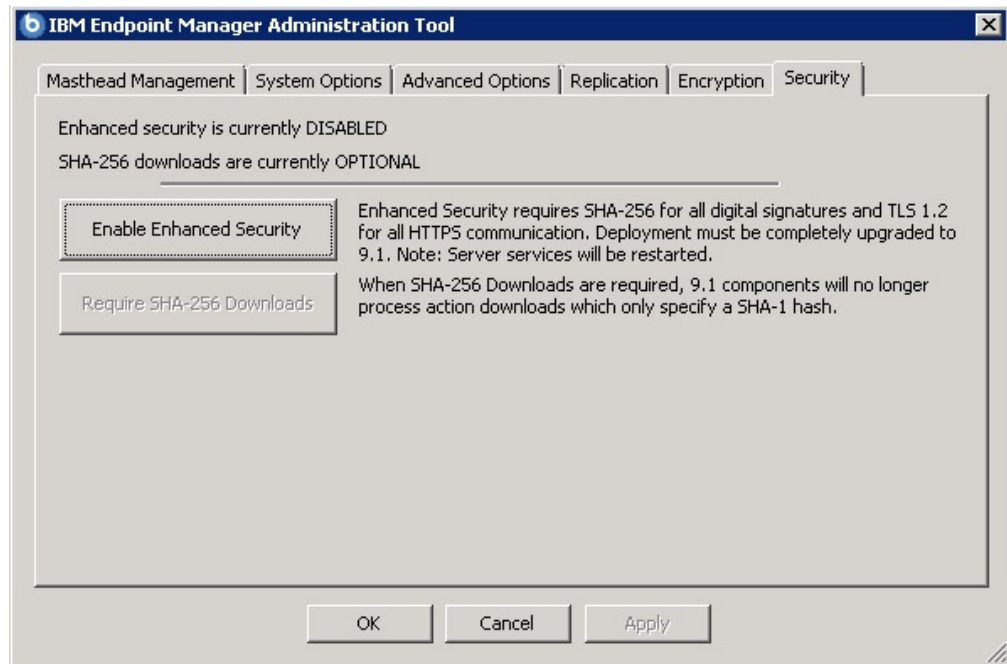 b IBM Endpoint Manager Administration Tool
Masthead Management System Options Advanced Options Replication Encryption Security
Enhanced security is currently DISABLED
SHA-256 downloads are currently OPTIONAL
Enable Enhanced Security
Enhanced Security requires SHA-256 for all digital signatures and TLS 1.2
for all HTTPS communication. Deployment must be completely upgraded to
9.1. Note: Server services will be restarted.
Require SHA-256 Downloads
When SHA-256 Downloads are required, 9.1 components will no longer
process action downloads which only specify a SHA-1 hash.
OK Cancel Apply